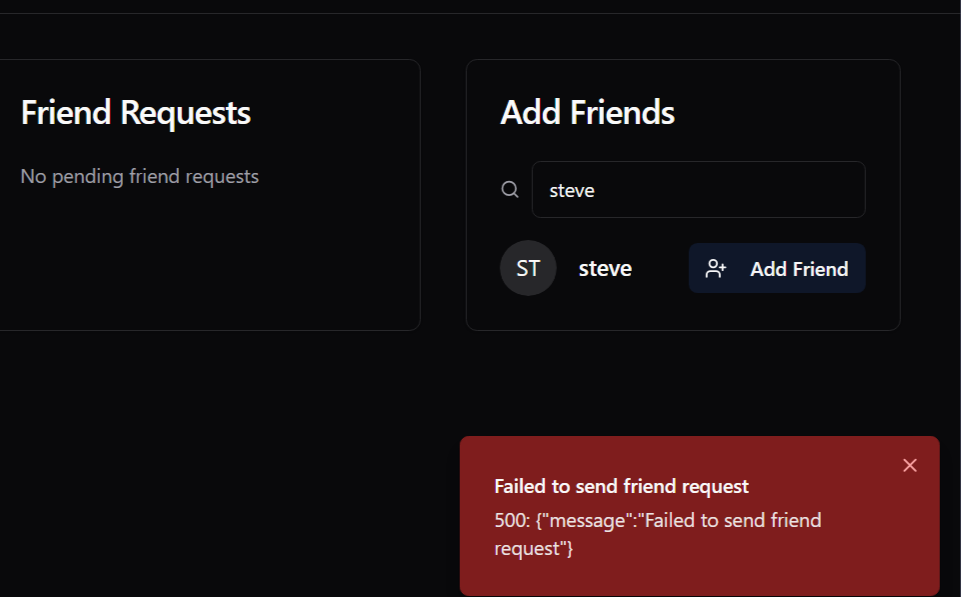 Friend Requests
No pending friend requests
Add Friends
steve
ST
steve
Add Friend
Failed to send friend request
500: {"message":"Failed to send friend
request"}